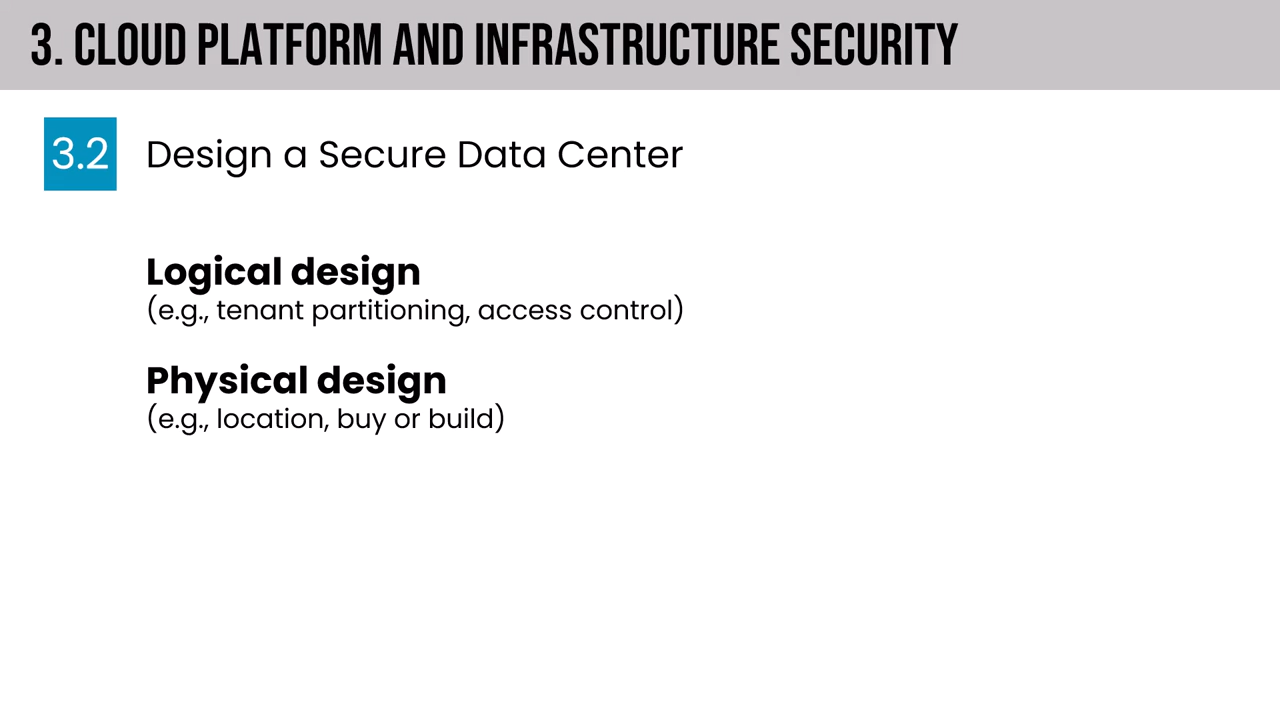 3. CLOUD PLATFORM AND INFRASTRUCTURE SECURITY
3.2 Design a Secure Data Center
Logical design
(e.g., tenant partitioning, access control)
Physical design
(e.g., location, buy or build)